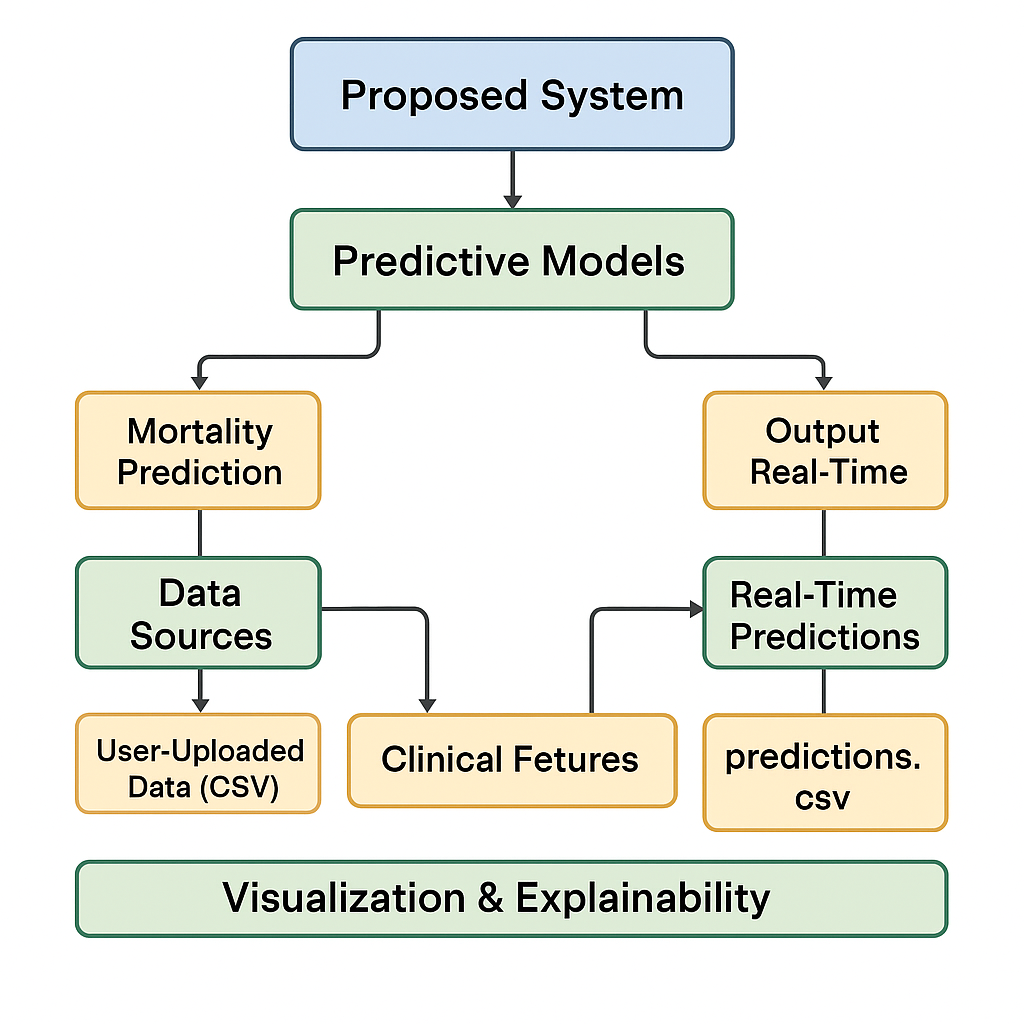 Proposed System
Predictive Models
Mortality
Prediction
Output
Real-Time
Data
Sources
Real-Time
Predictions
User-Uploaded
Data (CSV)
Clinical Fetures
predictions.
csv
Visualization & Explainability